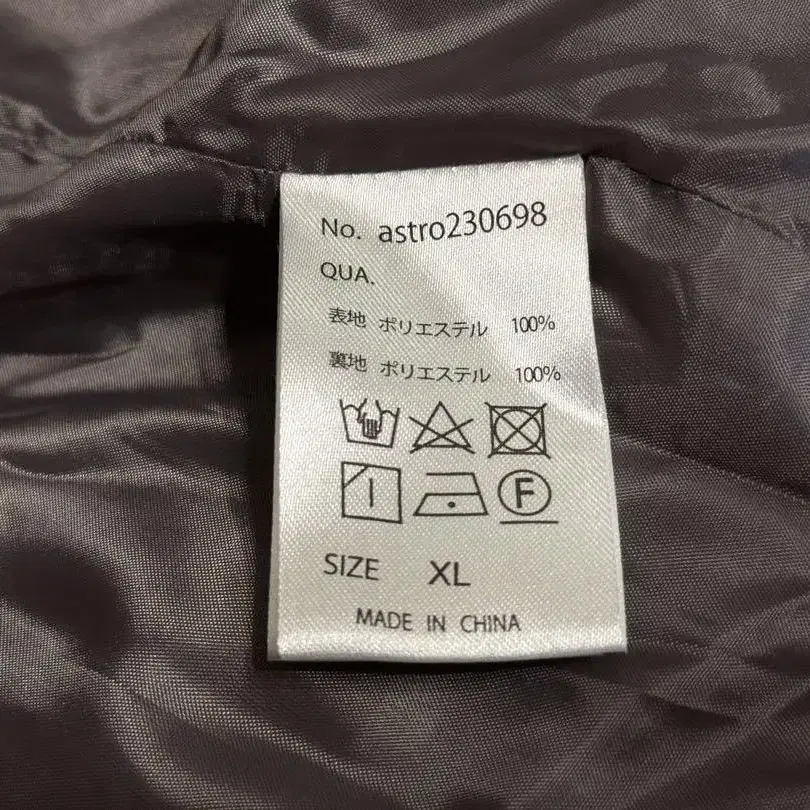 No. astro230698
QUA.
表地 ポリエステル 100%
裏地 ポリエステル 100%
F
SIZE XL
MADE IN CHINA